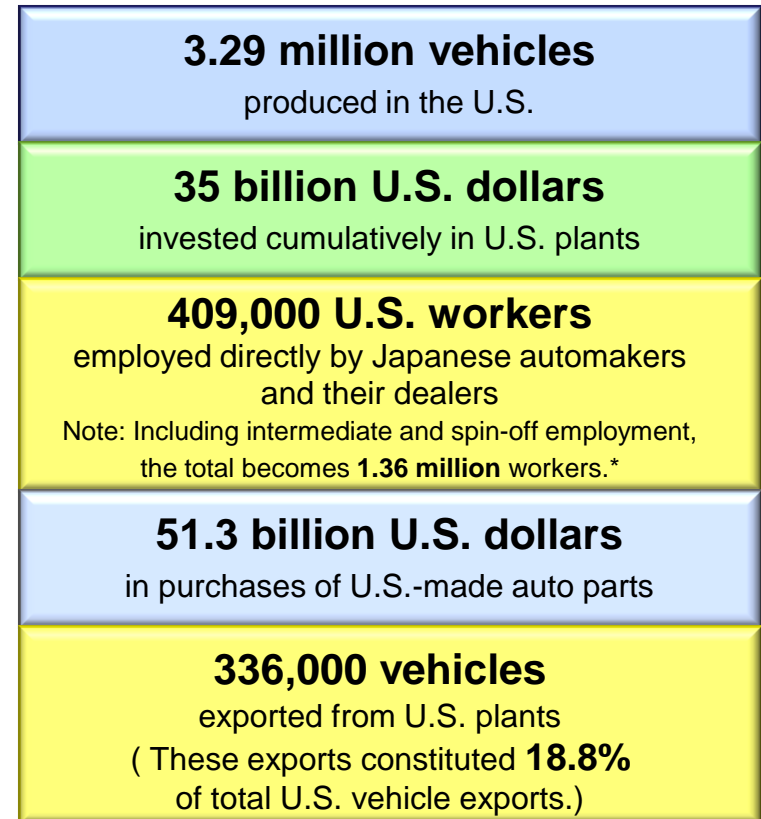 3.29 million vehicles
produced in the U.S.
35 billion U.S. dollars
invested cumulatively in U.S. plants
409,000 U.S. workers
employed directly by Japanese automakers
and their dealers
Note: Including intermediate and spin-off employment,
the total becomes 1.36 million workers.*
51.3 billion U.S. dollars
in purchases of U.S.-made auto parts
336,000 vehicles
exported from U.S. plants
( These exports constituted 18.8%
of total U.S. vehicle exports.)